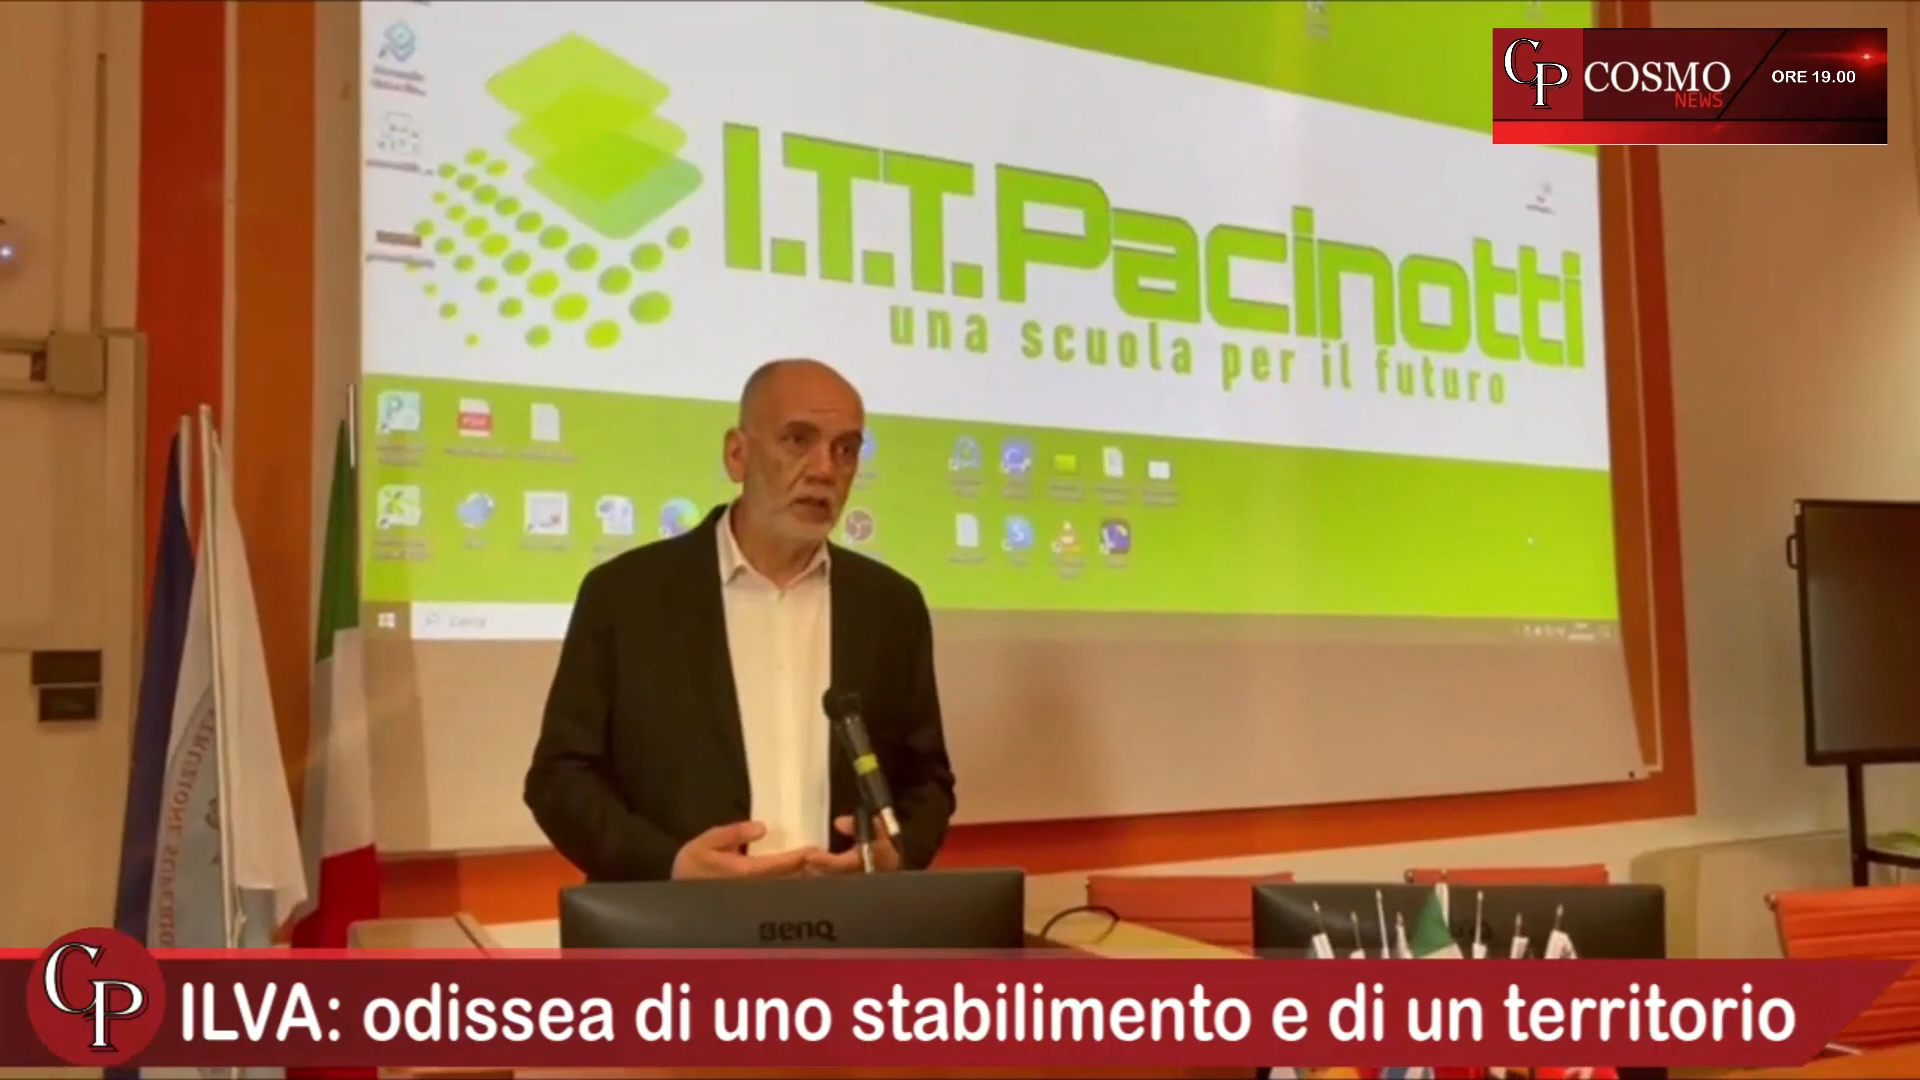 CP COSMO NEWS ORE 19.00
I.T.T. Pacinotti
una scuola per il futuro
Cerca
BenQ
CP ILVA: odissea di uno stabilimento e di un territorio